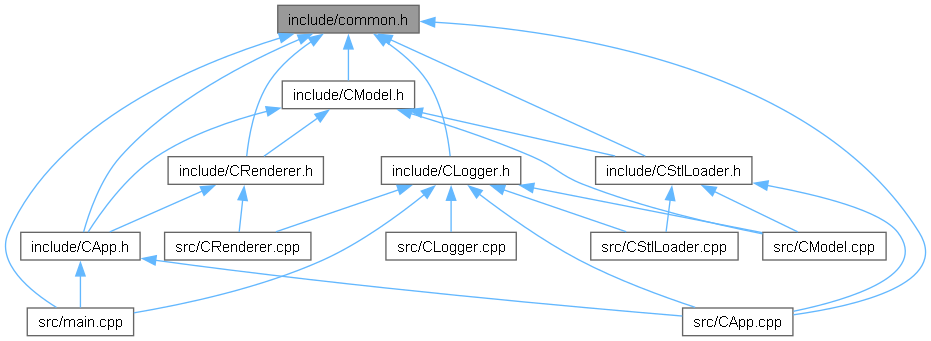 include/common.h
include/CModel.h
include/CRenderer.h
include/CLogger.h
include/CStlLoader.h
include/CApp.h
src/CRenderer.cpp
src/CLogger.cpp
src/CStlLoader.cpp
src/CModel.cpp
src/main.cpp
src/CApp.cpp